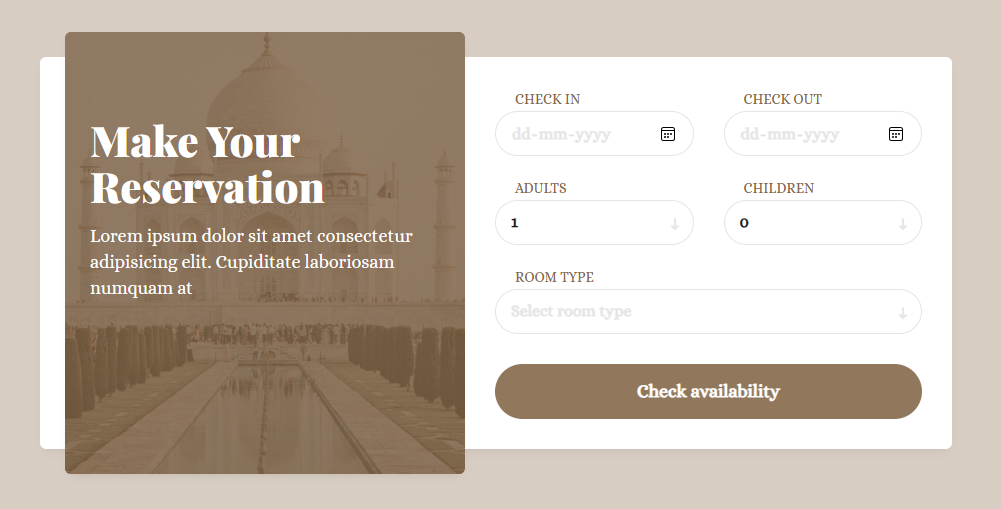 Make Your
Reservation
Lorem ipsum dolor sit amet consectetur
adipisicing elit. Cupiditate laboriosam
numquam at
CHECK IN
CHECK OUT
dd-mm-yyyy
dd-mm-yyyy
ADULTS
CHILDREN
1
0
ROOM TYPE
Select room type
Check availability